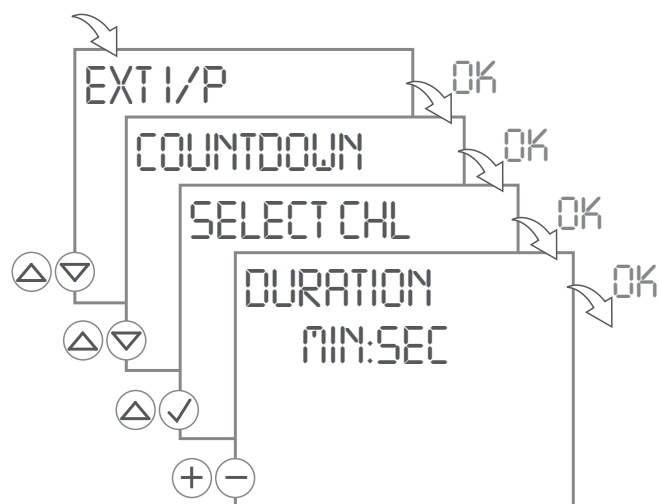 EXT I/P
OK
COUNTDOWN
OK
SELECT CHL
OK
DURATION
OK
MIN:SEC